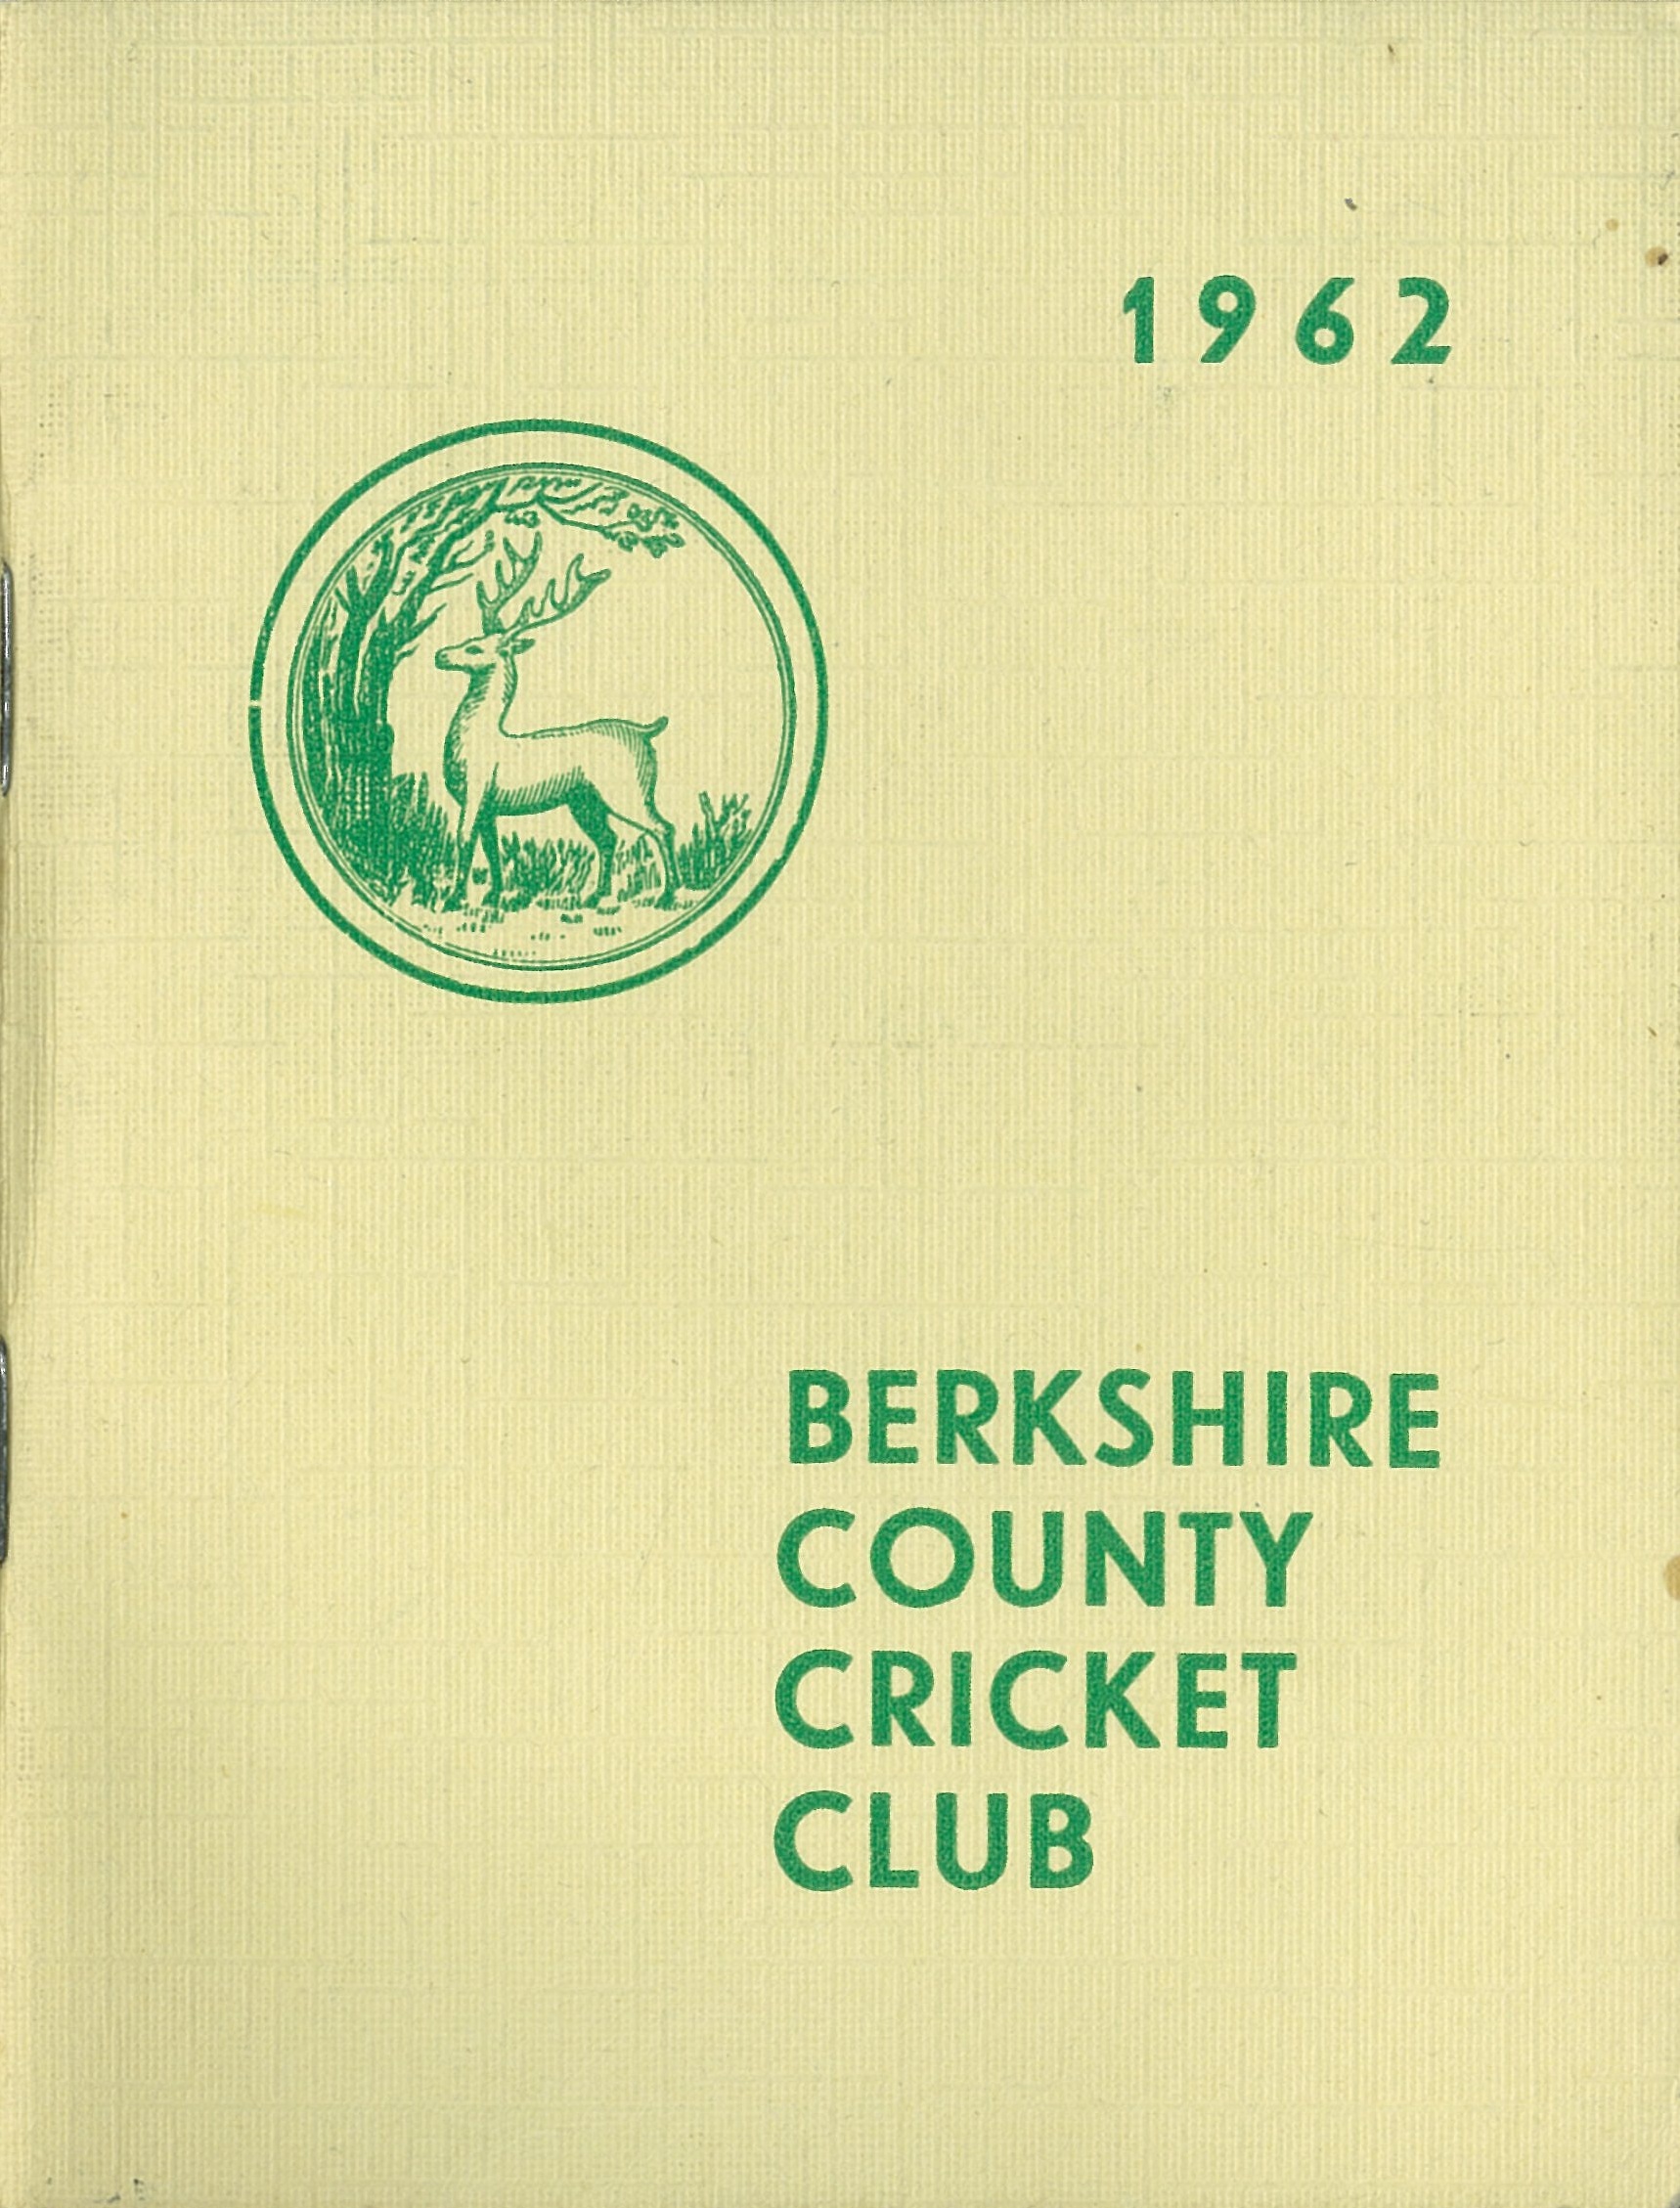 1962
BERKSHIRE
COUNTY
CRICKET
CLUB